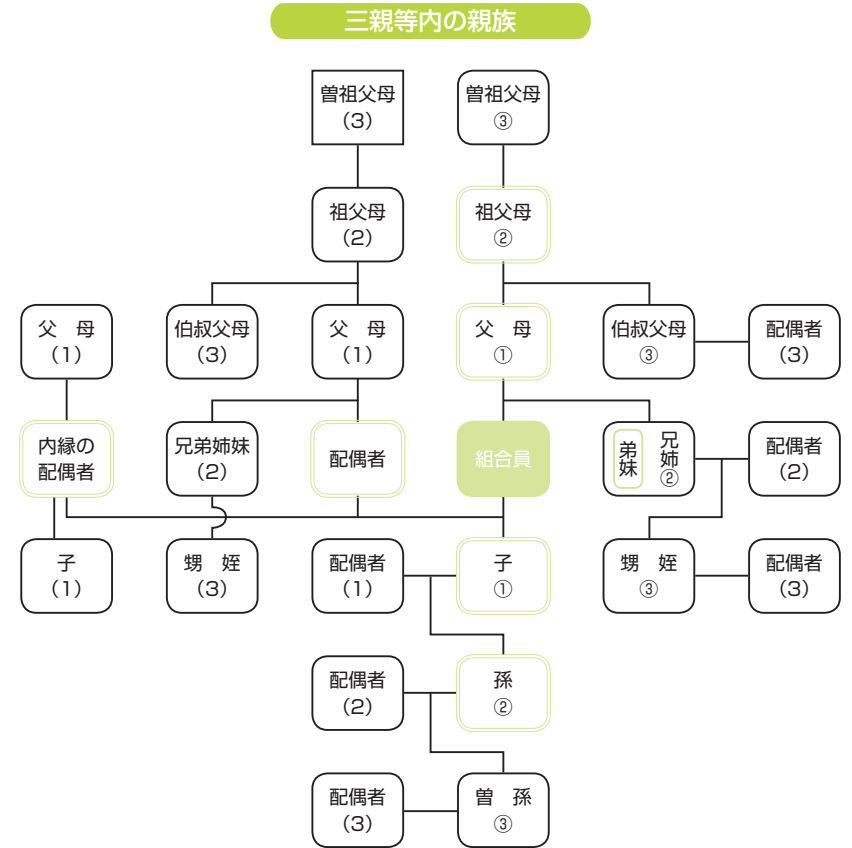 三親等内の親族
曽祖父母
（3）
曽祖父母
③
祖父母
（2）
祖父母
②
父　母
（1）
伯叔父母
（3）
父　母
（1）
父　母
①
伯叔父母
③
配偶者
（3）
内縁の
配偶者
兄弟姉妹
（2）
配偶者
組合員
弟妹
兄姉②
配偶者
（2）
子
（1）
甥　姪
（3）
配偶者
（1）
子
①
甥　姪
③
配偶者
（3）
配偶者
（2）
孫
②
配偶者
（3）
曽　孫
③